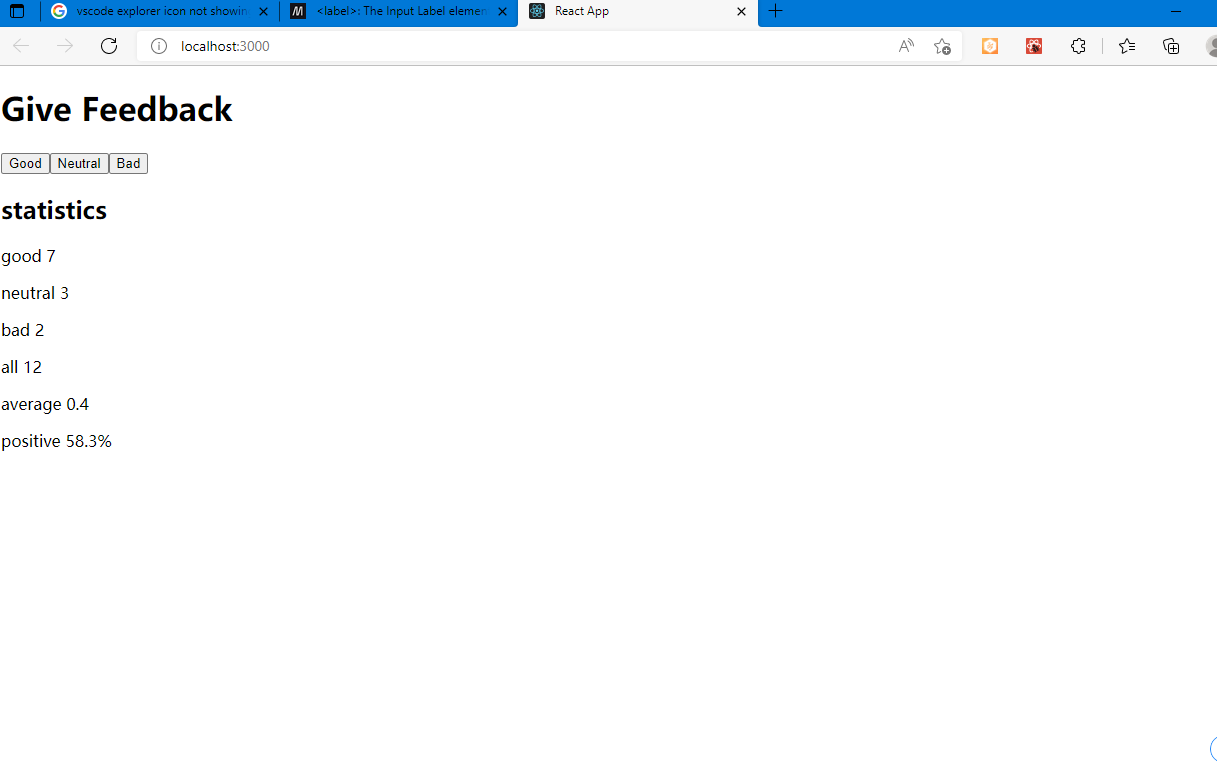 vscode explorer icon not showin
<label>: The Input Label elemen
React App
localhost:3000
Give Feedback
Good Neutral Bad
statistics
good 7
neutral 3
bad 2
all 12
average 0.4
positive 58.3%